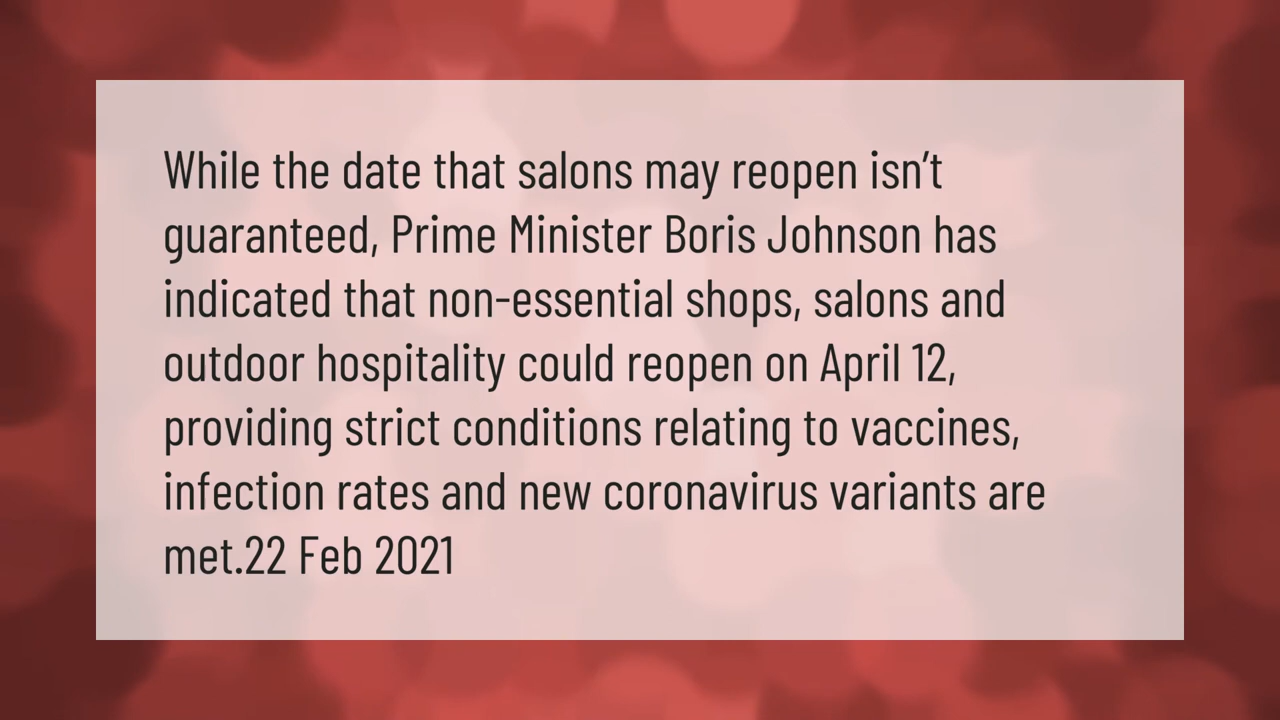 While the date that salons may reopen isn’t
guaranteed, Prime Minister Boris Johnson has
indicated that non-essential shops, salons and
outdoor hospitality could reopen on April 12,
providing strict conditions relating to vaccines,
infection rates and new coronavirus variants are
met.22 Feb 2021